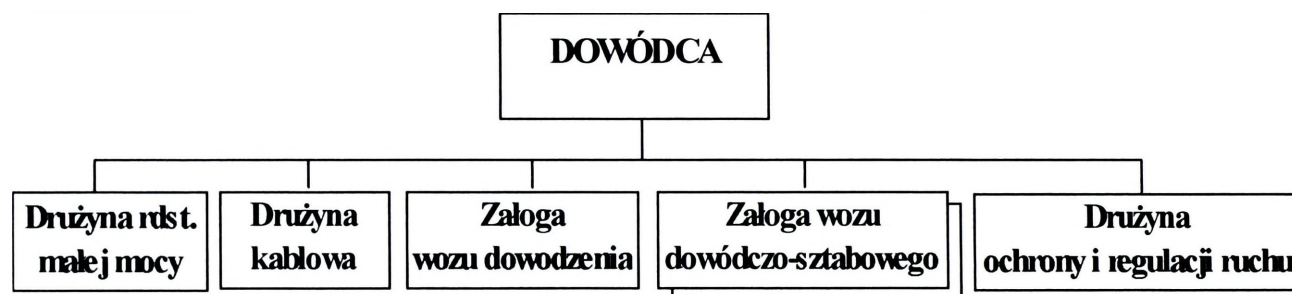 DOWÓDCA
Drużyna rdst.
małej mocy
Drużyna
kablowa
Załoga
wozu dowodzenia
Załoga wozu
dowódczo-sztabowego
Drużyna
ochrony i regulacji ruchu